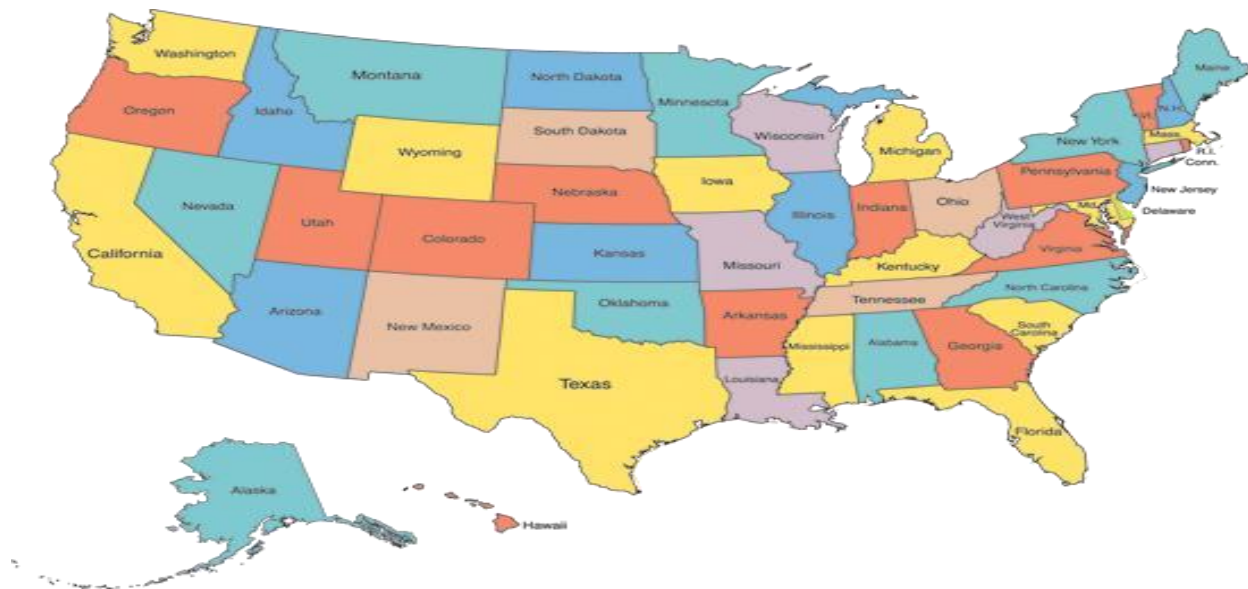 Washington
Montana
North Dakota
Minnesota
Maine
Oregon
Idaho
South Dakota
Wisconsin
Vt.
N.H.
Wyoming
Michigan
New York
Mass.
R.I.
Conn.
Nebraska
Iowa
Pennsylvania
New Jersey
Nevada
Utah
Colorado
Illinois
Indiana
Ohio
Md.
Delaware
West
Virginia
Virginia
California
Kansas
Missouri
Kentucky
Arizona
New Mexico
Oklahoma
Arkansas
Tennessee
North Carolina
South
Carolina
Mississippi
Alabama
Georgia
Texas
Louisiana
Florida
Alaska
Hawaii